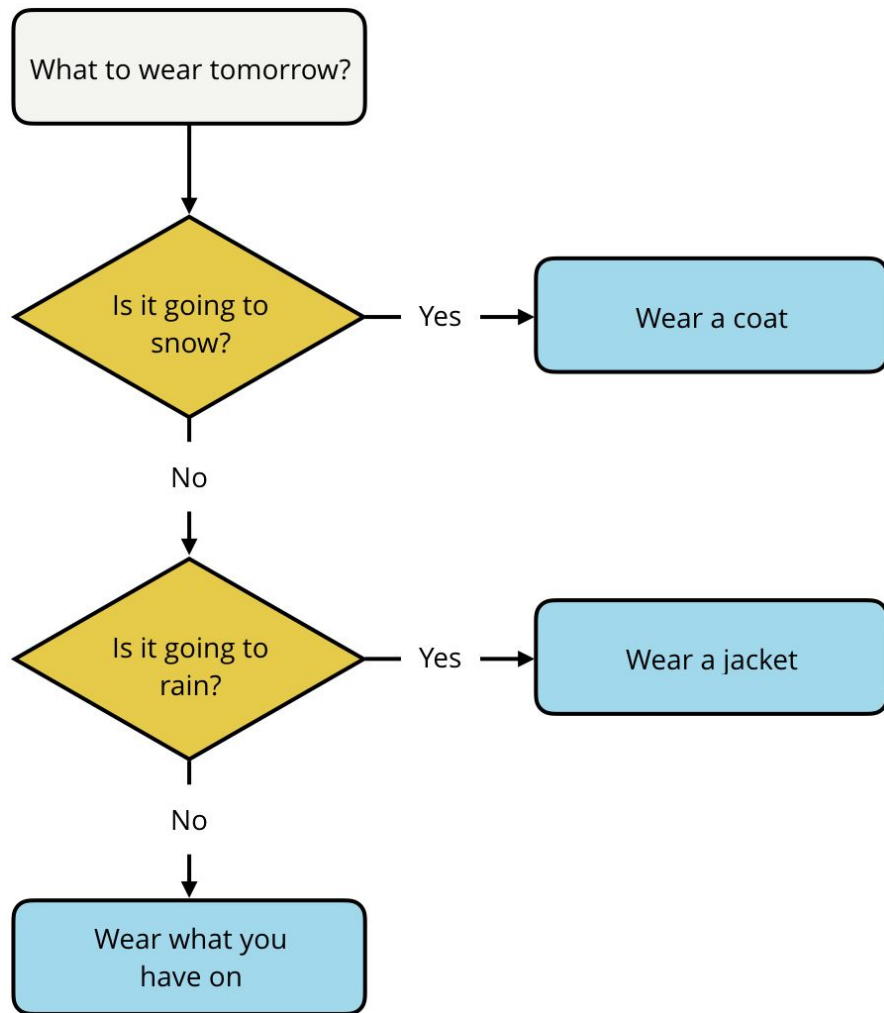 What to wear tomorrow?
Is it going to
snow?
Yes
Wear a coat
No
Is it going to
rain?
Yes
Wear a jacket
No
Wear what you
have on